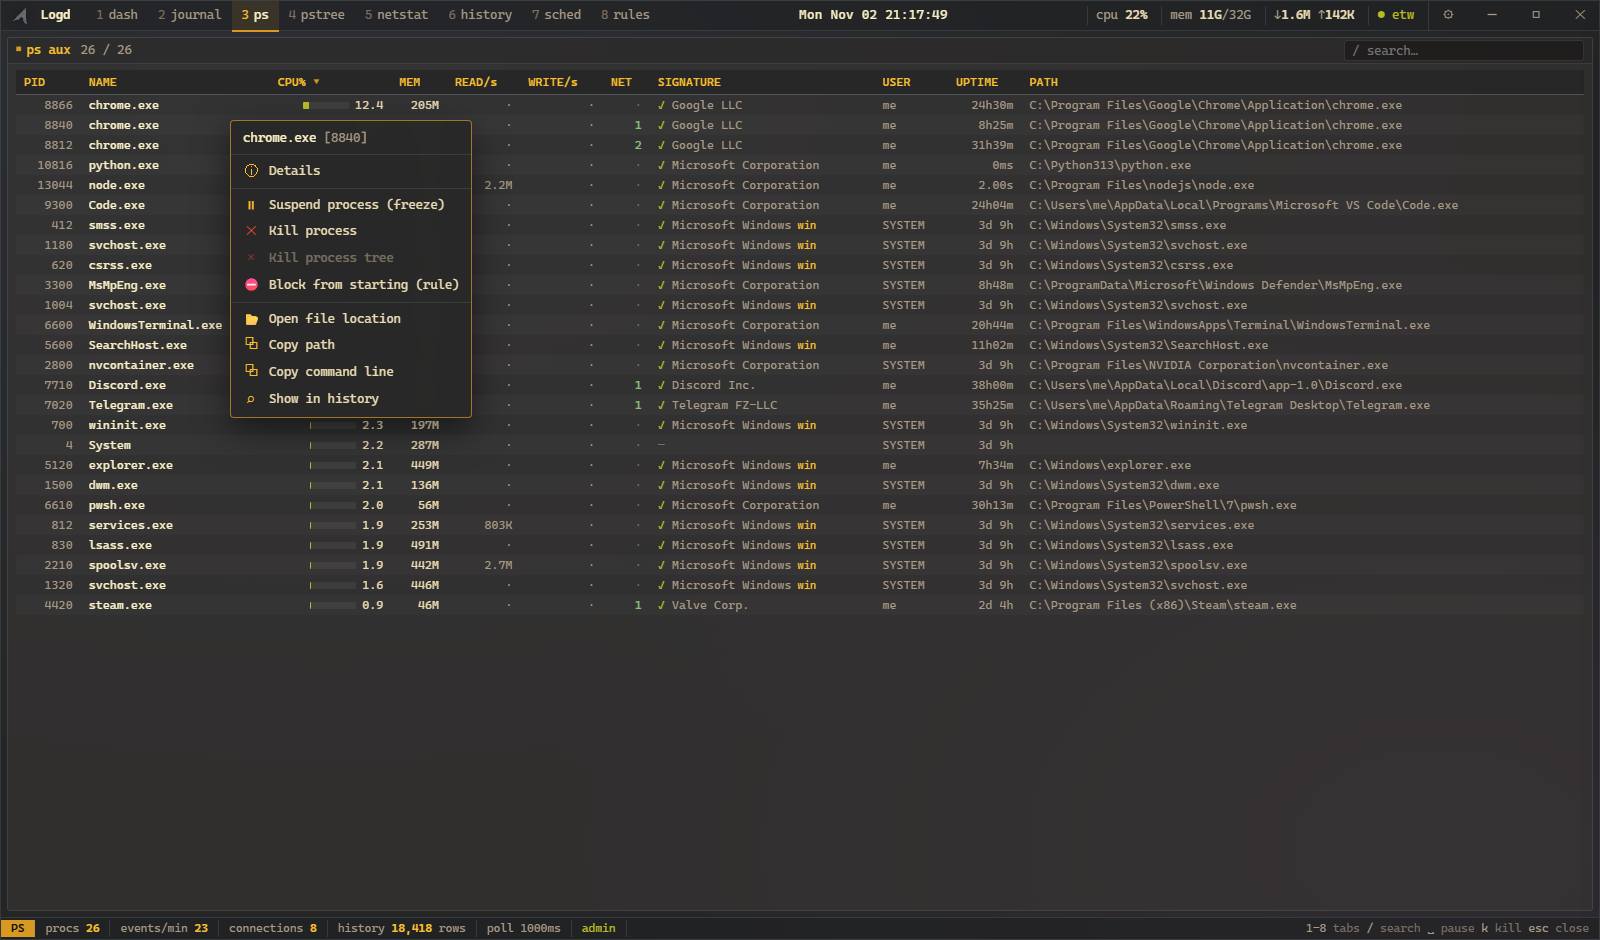 Logd 1 dash 2 journal 3 ps 4 pstree 5 netstat 6 history 7 sched 8 rules Mon Nov 02 21:17:49 cpu 22% mem 11G/32G ↓1.6M ↑142K ● etw
ps aux 26 / 26 / search…
PID NAME CPU% ▼ MEM READ/s WRITE/s NET SIGNATURE USER UPTIME PATH
8866 chrome.exe 12.4 205M · · · ✓ Google LLC me 24h30m C:\Program Files\Google\Chrome\Application\chrome.exe
8840 chrome.exe · · 1 ✓ Google LLC me 8h25m C:\Program Files\Google\Chrome\Application\chrome.exe
8812 chrome.exe · · 2 ✓ Google LLC me 31h39m C:\Program Files\Google\Chrome\Application\chrome.exe
10816 python.exe · · · ✓ Microsoft Corporation me 0ms C:\Python313\python.exe
13044 node.exe 2.2M · · ✓ Microsoft Corporation me 2.00s C:\Program Files\nodejs\node.exe
9300 Code.exe · · · ✓ Microsoft Corporation me 24h04m C:\Users\me\AppData\Local\Programs\Microsoft VS Code\Code.exe
412 smss.exe · · · ✓ Microsoft Windows win SYSTEM 3d 9h C:\Windows\System32\smss.exe
1180 svchost.exe · · · ✓ Microsoft Windows win SYSTEM 3d 9h C:\Windows\System32\svchost.exe
620 csrss.exe · · · ✓ Microsoft Windows win SYSTEM 3d 9h C:\Windows\System32\csrss.exe
3300 MsMpEng.exe · · · ✓ Microsoft Corporation SYSTEM 8h48m C:\ProgramData\Microsoft\Windows Defender\MsMpEng.exe
1004 svchost.exe · · · ✓ Microsoft Windows win SYSTEM 3d 9h C:\Windows\System32\svchost.exe
6600 WindowsTerminal.exe · · · ✓ Microsoft Corporation me 20h44m C:\Program Files\WindowsApps\Terminal\WindowsTerminal.exe
5600 SearchHost.exe · · · ✓ Microsoft Windows win me 11h02m C:\Windows\System32\SearchHost.exe
2800 nvcontainer.exe · · · ✓ Microsoft Corporation SYSTEM 3d 9h C:\Program Files\NVIDIA Corporation\nvcontainer.exe
7710 Discord.exe · · 1 ✓ Discord Inc. me 38h00m C:\Users\me\AppData\Local\Discord\app-1.0\Discord.exe
7020 Telegram.exe · · 1 ✓ Telegram FZ-LLC me 35h25m C:\Users\me\AppData\Roaming\Telegram Desktop\Telegram.exe
700 wininit.exe 2.3 197M · · · ✓ Microsoft Windows win SYSTEM 3d 9h C:\Windows\System32\wininit.exe
4 System 2.2 287M · · · — SYSTEM 3d 9h
5120 explorer.exe 2.1 449M · · · ✓ Microsoft Windows win me 7h34m C:\Windows\explorer.exe
1500 dwm.exe 2.1 136M · · · ✓ Microsoft Windows win SYSTEM 3d 9h C:\Windows\System32\dwm.exe
6610 pwsh.exe 2.0 56M · · · ✓ Microsoft Corporation me 30h13m C:\Program Files\PowerShell\7\pwsh.exe
812 services.exe 1.9 253M 803K · · ✓ Microsoft Windows win SYSTEM 3d 9h C:\Windows\System32\services.exe
830 lsass.exe 1.9 491M · · · ✓ Microsoft Windows win SYSTEM 3d 9h C:\Windows\System32\lsass.exe
2210 spoolsv.exe 1.9 442M 2.7M · · ✓ Microsoft Windows win SYSTEM 3d 9h C:\Windows\System32\spoolsv.exe
1320 svchost.exe 1.6 446M · · · ✓ Microsoft Windows win SYSTEM 3d 9h C:\Windows\System32\svchost.exe
4420 steam.exe 0.9 46M · · 1 ✓ Valve Corp. me 2d 4h C:\Program Files (x86)\Steam\steam.exe
chrome.exe [8840]
Details
Suspend process (freeze)
Kill process
Kill process tree
Block from starting (rule)
Open file location
Copy path
Copy command line
Show in history
PS procs 26 events/min 23 connections 8 history 18,418 rows poll 1000ms admin 1-8 tabs / search ␣ pause k kill esc close